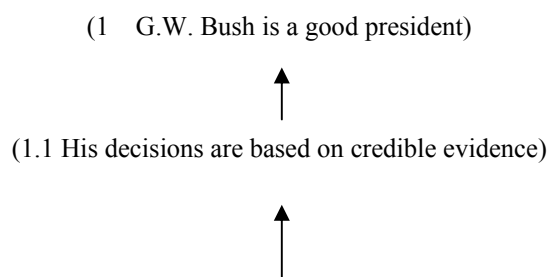 (1 G.W. Bush is a good president)
(1.1 His decisions are based on credible evidence)